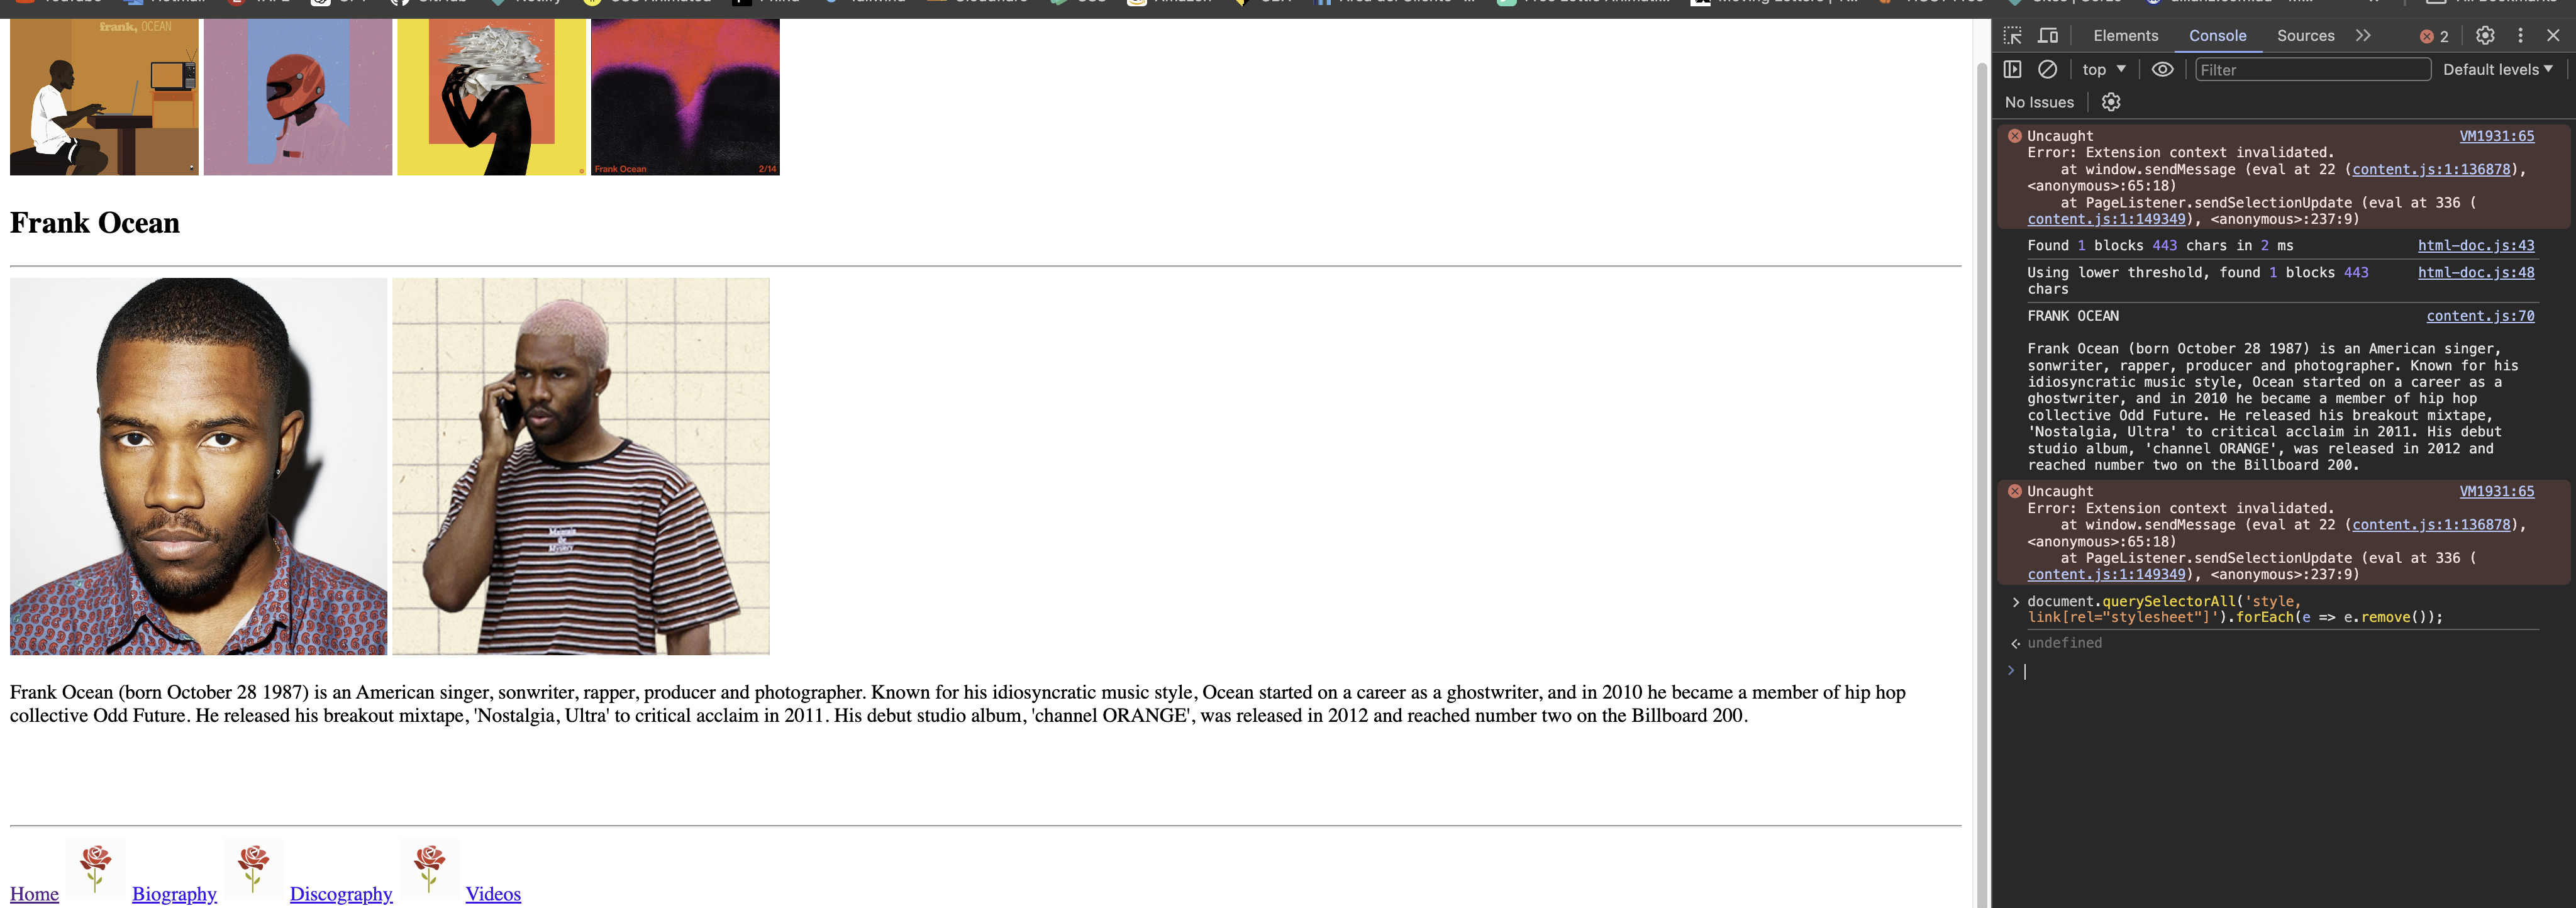 frank, OCEAN
Frank Ocean
2/14
Frank Ocean
Frank Ocean (born October 28 1987) is an American singer, sonwriter, rapper, producer and photographer. Known for his idiosyncratic music style, Ocean started on a career as a ghostwriter, and in 2010 he became a member of hip hop
collective Odd Future. He released his breakout mixtape, 'Nostalgia, Ultra' to critical acclaim in 2011. His debut studio album, 'channel ORANGE', was released in 2012 and reached number two on the Billboard 200.
Home
Biography
Discography
Videos
Elements
Console
Sources
2
top
Filter
Default levels
No Issues
Uncaught VM1931:65
Error: Extension context invalidated.
at window.sendMessage (eval at 22 (content.js:1:136878),
<anonymous>:65:18)
at PageListener.sendSelectionUpdate (eval at 336 (
content.js:1:149349), <anonymous>:237:9)
Found 1 blocks 443 chars in 2 ms html-doc.js:43
Using lower threshold, found 1 blocks 443 html-doc.js:48
chars
FRANK OCEAN content.js:70
Frank Ocean (born October 28 1987) is an American singer,
sonwriter, rapper, producer and photographer. Known for his
idiosyncratic music style, Ocean started on a career as a
ghostwriter, and in 2010 he became a member of hip hop
collective Odd Future. He released his breakout mixtape,
'Nostalgia, Ultra' to critical acclaim in 2011. His debut
studio album, 'channel ORANGE', was released in 2012 and
reached number two on the Billboard 200.
Uncaught VM1931:65
Error: Extension context invalidated.
at window.sendMessage (eval at 22 (content.js:1:136878),
<anonymous>:65:18)
at PageListener.sendSelectionUpdate (eval at 336 (
content.js:1:149349), <anonymous>:237:9)
> document.querySelectorAll('style,
link[rel="stylesheet"]').forEach(e => e.remove());
undefined
>